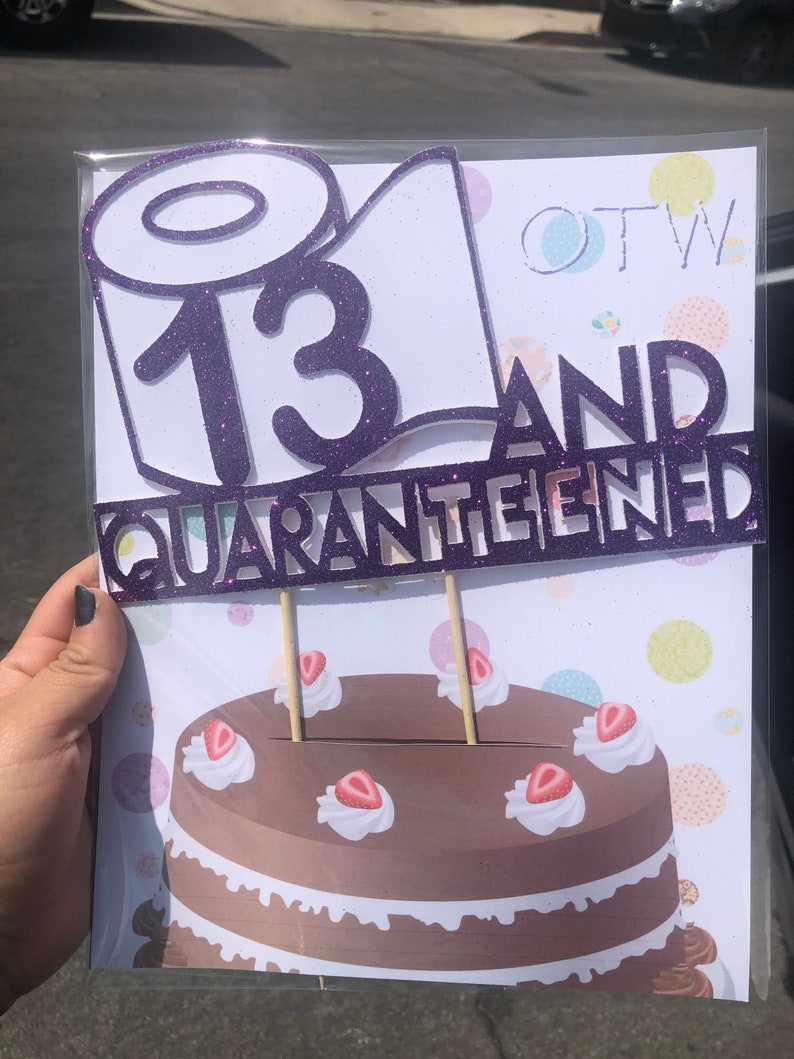 OTW
13 AND
QUARANTEENED